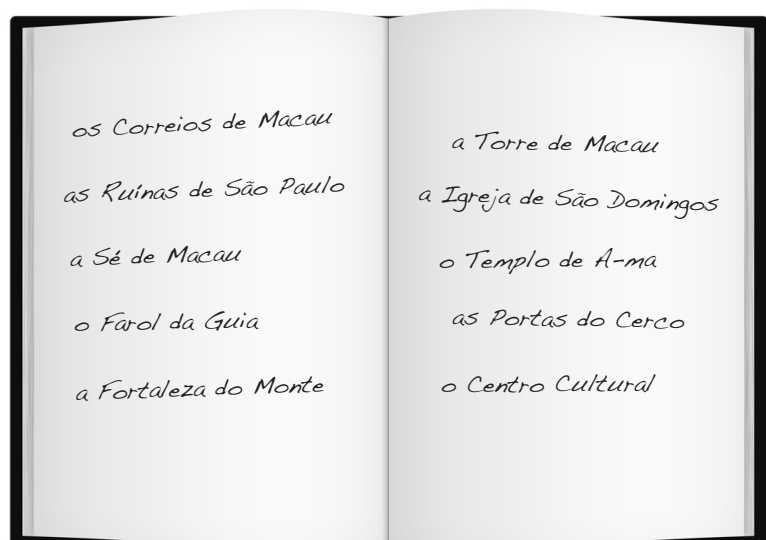 os Correios de Macau
as Ruínas de São Paulo
a Sé de Macau
o Farol da Guia
a Fortaleza do Monte
a Torre de Macau
a Igreja de São Domingos
o Templo de A-ma
as Portas do Cerco
o Centro Cultural